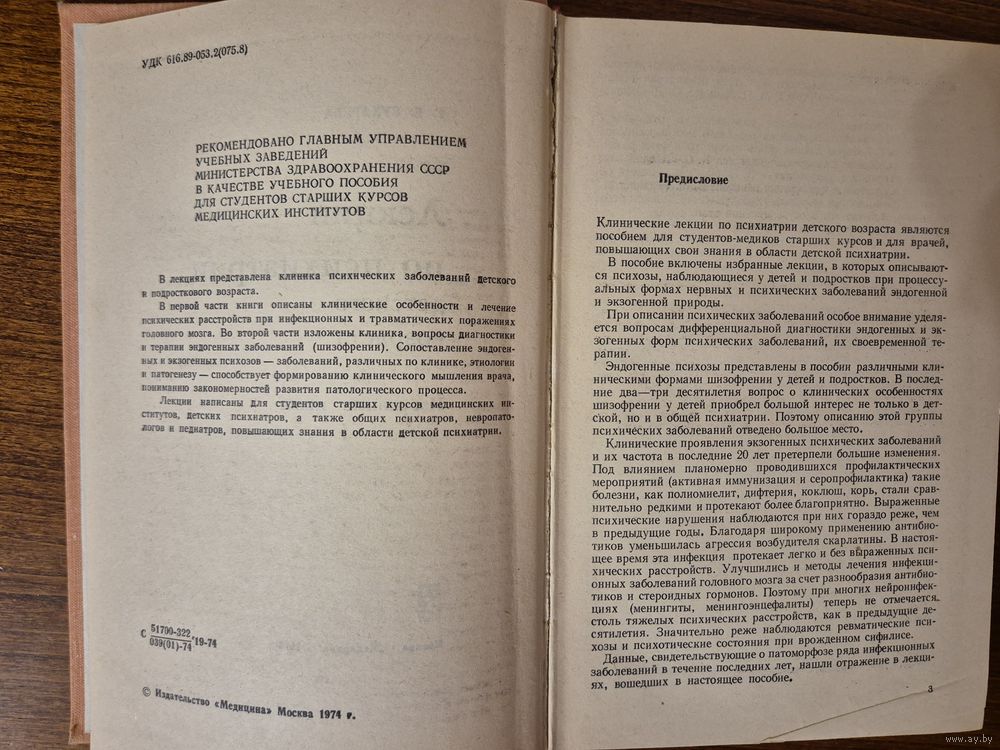 УДК 616.89-053.2(075.8)
РЕКОМЕНДОВАНО ГЛАВНЫМ УПРАВЛЕНИЕМ
УЧЕБНЫХ ЗАВЕДЕНИЙ
МИНИСТЕРСТВА ЗДРАВООХРАНЕНИЯ СССР
В КАЧЕСТВЕ УЧЕБНОГО ПОСОБИЯ
ДЛЯ СТУДЕНТОВ СТАРШИХ КУРСОВ
МЕДИЦИНСКИХ ИНСТИТУТОВ
В лекциях представлена клиника психических заболеваний детского
и подросткового возраста.
В первой части книги описаны клинические особенности и лечение
психических расстройств при инфекционных и травматических поражениях
головного мозга. Во второй части изложены клиника, вопросы диагностики
и терапии эндогенных заболеваний (шизофрении). Сопоставление эндоген-
ных и экзогенных психозов — заболеваний, различных по клинике, этиологии
и патогенезу — способствует формированию клинического мышления врача,
пониманию закономерностей развития патологического процесса.
Лекции написаны для студентов старших курсов медицинских ин-
ститутов, детских психиатров, а также общих психиатров, невропато-
логов и педиатров, повышающих знания в области детской психиатрии.
С 51700-322
039(01)-74 19-74
© Издательство «Медицина» Москва 1974 г.
Предисловие
Клинические лекции по психиатрии детского возраста являются
пособием для студентов-медиков старших курсов и для врачей,
повышающих свои знания в области детской психиатрии.
В пособие включены избранные лекции, в которых описывают-
ся психозы, наблюдающиеся у детей и подростков при процессу-
альных формах нервных и психических заболеваний эндогенной
и экзогенной природы.
При описании психических заболеваний особое внимание уделя-
ется вопросам дифференциальной диагностики эндогенных и эк-
зогенных форм психических заболеваний, их своевременной те-
рапии.
Эндогенные психозы представлены в пособии различными кли-
ническими формами шизофрении у детей и подростков. В послед-
ние два—три десятилетия вопрос о клинических особенностях
шизофрении у детей приобрел большой интерес не только в дет-
ской, но и в общей психиатрии. Поэтому описанию этой группы
психических заболеваний отведено большое место.
Клинические проявления экзогенных психических заболеваний
и их частота в последние 20 лет претерпели большие изменения.
Под влиянием планомерно проводившихся профилактических
мероприятий (активная иммунизация и серопрофилактика) такие
болезни, как полиомиелит, дифтерия, коклюш, корь, стали срав-
нительно редкими и протекают более благоприятно. Выраженные
психические нарушения наблюдаются при них гораздо реже, чем
в предыдущие годы. Благодаря широкому применению антибио-
тиков уменьшилась агрессия возбудителя скарлатины. В настоя-
щее время эта инфекция протекает легко и без выраженных пси-
хических расстройств. Улучшились и методы лечения инфекци-
онных заболеваний головного мозга за счет разнообразия антибио-
тиков и стероидных гормонов. Поэтому при многих нейроинфек-
циях (менингиты, менингоэнцефалиты) теперь не отмечается
столь тяжелых психических расстройств, как в предыдущие де-
сятилетия. Значительно реже наблюдаются ревматические пси-
хозы и психотические состояния при врожденном сифилисе.
Данные, свидетельствующие о патоморфозе ряда инфекционных
заболеваний в течение последних лет, нашли отражение в лекци-
ях, вошедших в настоящее пособие.
3
www.ay.by